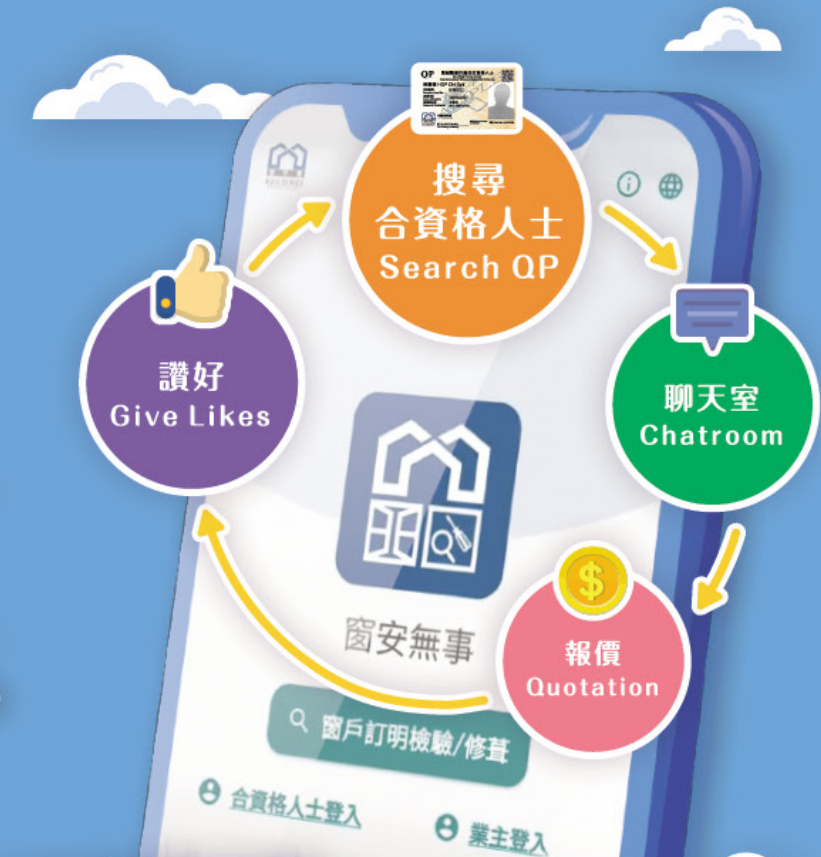 QP
搜尋
合資格人士
Search QP
讚好
Give Likes
聊天室
Chatroom
$
報價
Quotation
窗安無事
窗戶訂明檢驗/修葺
合資格人士登入
業主登入